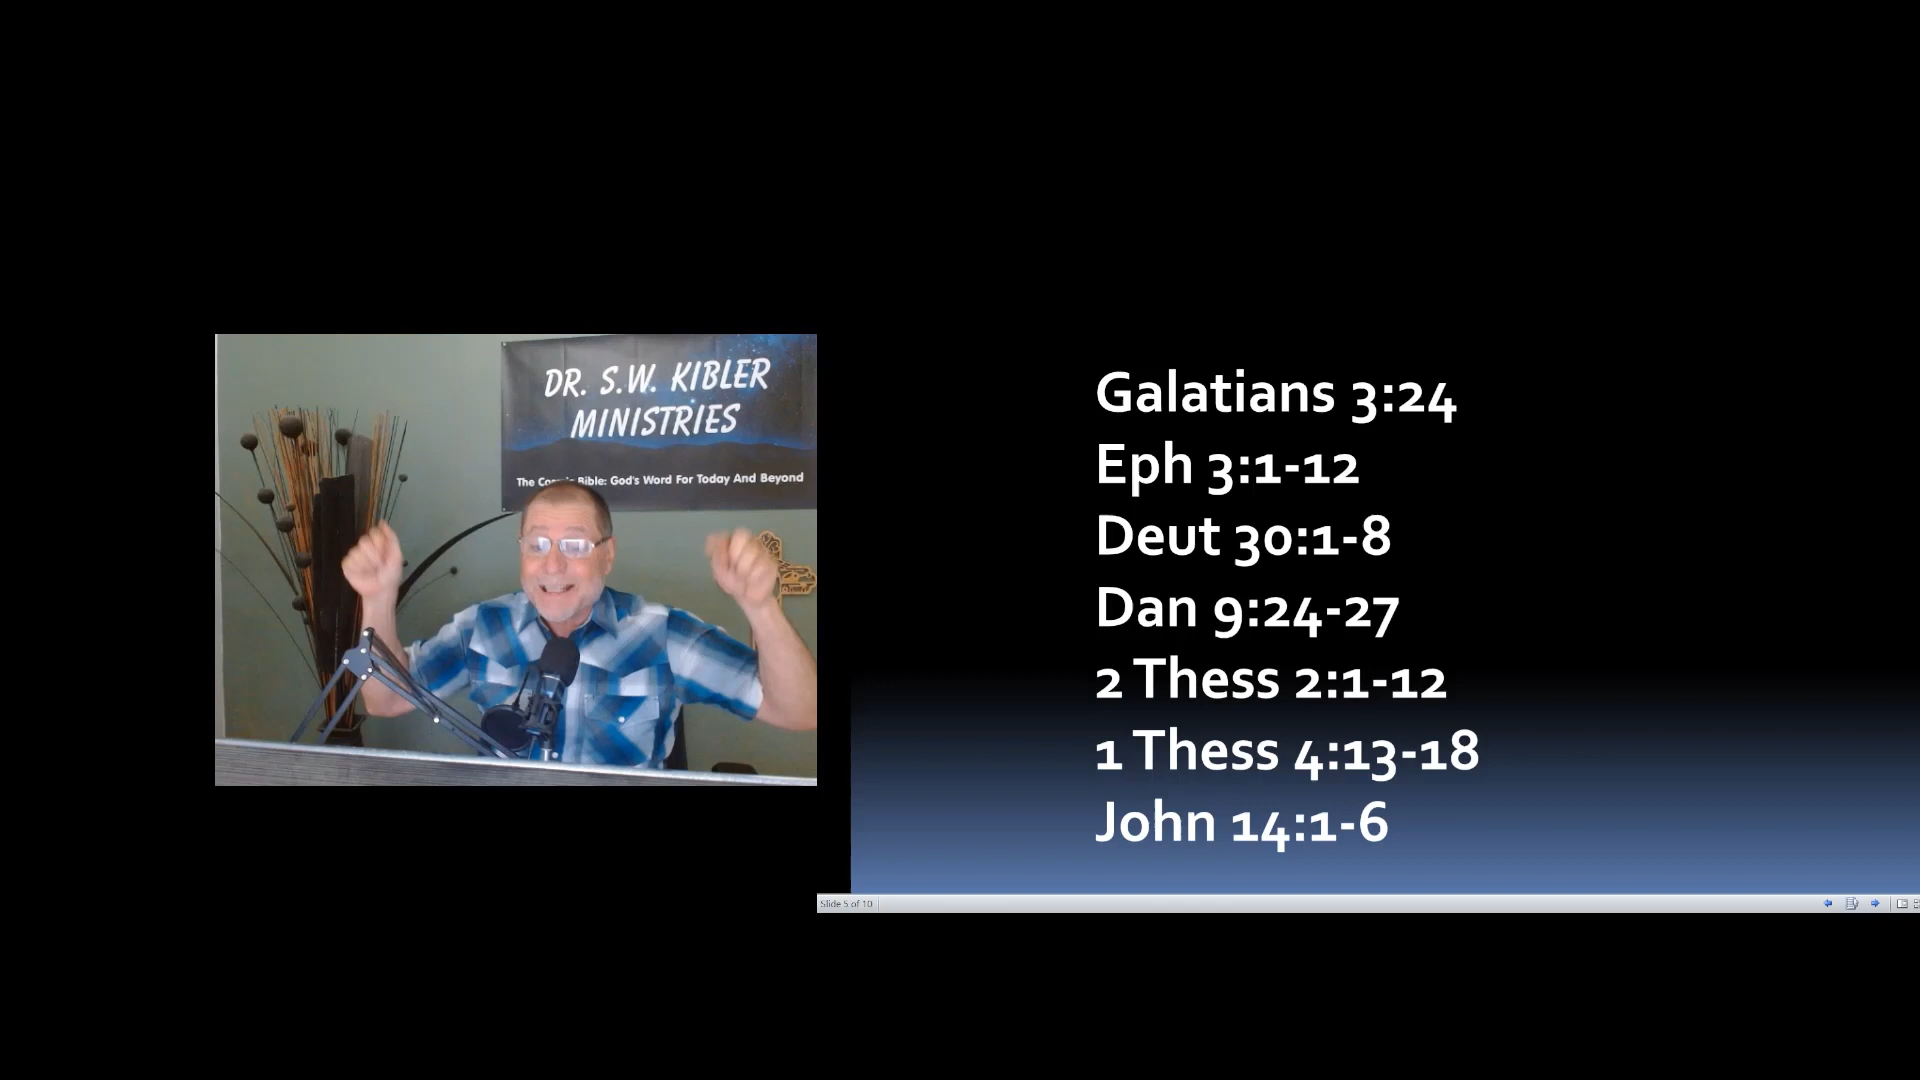 DR. S.W. KIBLER
MINISTRIES
The Bible: God's Word For Today And Beyond
Galatians 3:24
Eph 3:1-12
Deut 30:1-8
Dan 9:24-27
2 Thess 2:1-12
1 Thess 4:13-18
John 14:1-6
Slide 5 of 10